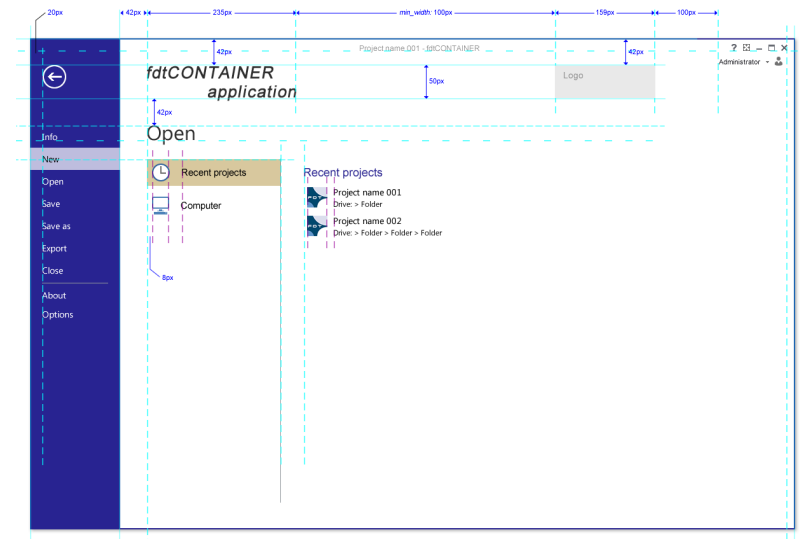 20px
42px
235px
min_width: 100px
159px
100px
Project name 001 - fdtCONTAINER
42px
42px
Administrator
fdtCONTAINER
application
50px
Logo
42px
Open
Info
New
Open
Save
Save as
Export
Close
About
Options
Recent projects
Computer
8px
Recent projects
FDT
Project name 001
Drive: > Folder
FDT
Project name 002
Drive: > Folder > Folder > Folder